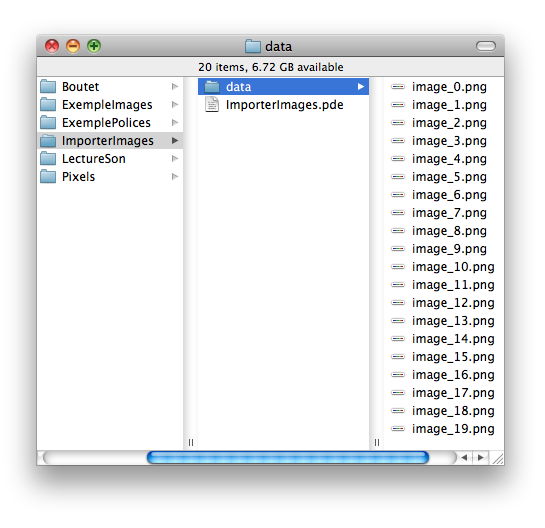 data
20 items, 6.72 GB available
Boutet
ExempleImages
ExemplePolices
ImporterImages
LectureSon
Pixels
data
ImporterImages.pde
image_0.png
image_1.png
image_2.png
image_3.png
image_4.png
image_5.png
image_6.png
image_7.png
image_8.png
image_9.png
image_10.png
image_11.png
image_12.png
image_13.png
image_14.png
image_15.png
image_16.png
image_17.png
image_18.png
image_19.png